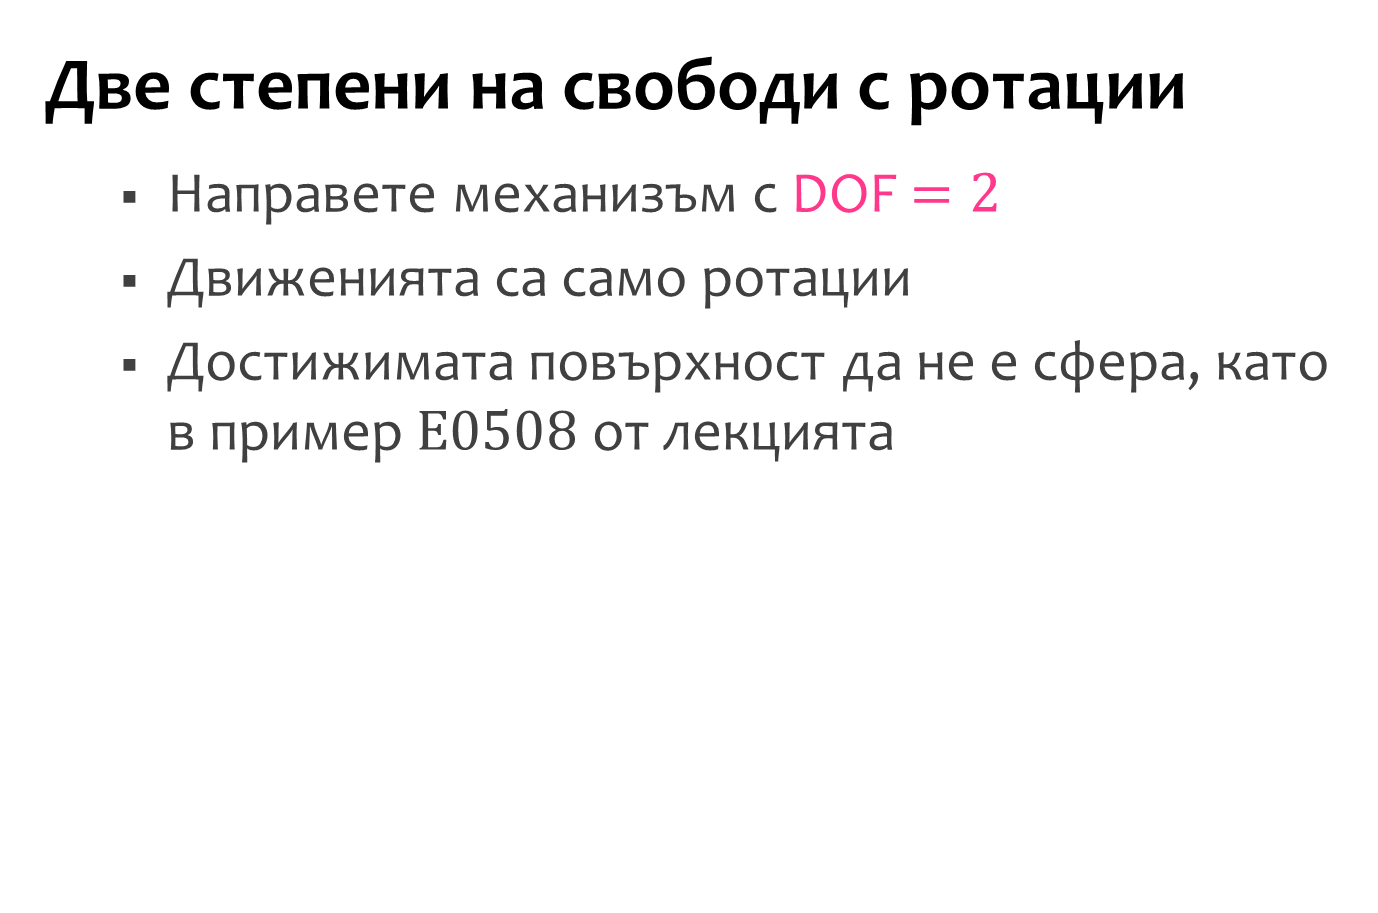 Две степени на свободи с ротации
▪ Направете механизъм с DOF = 2
▪ Движенията са само ротации
▪ Достижимата повърхност да не е сфера, като
в пример E0508 от лекцията